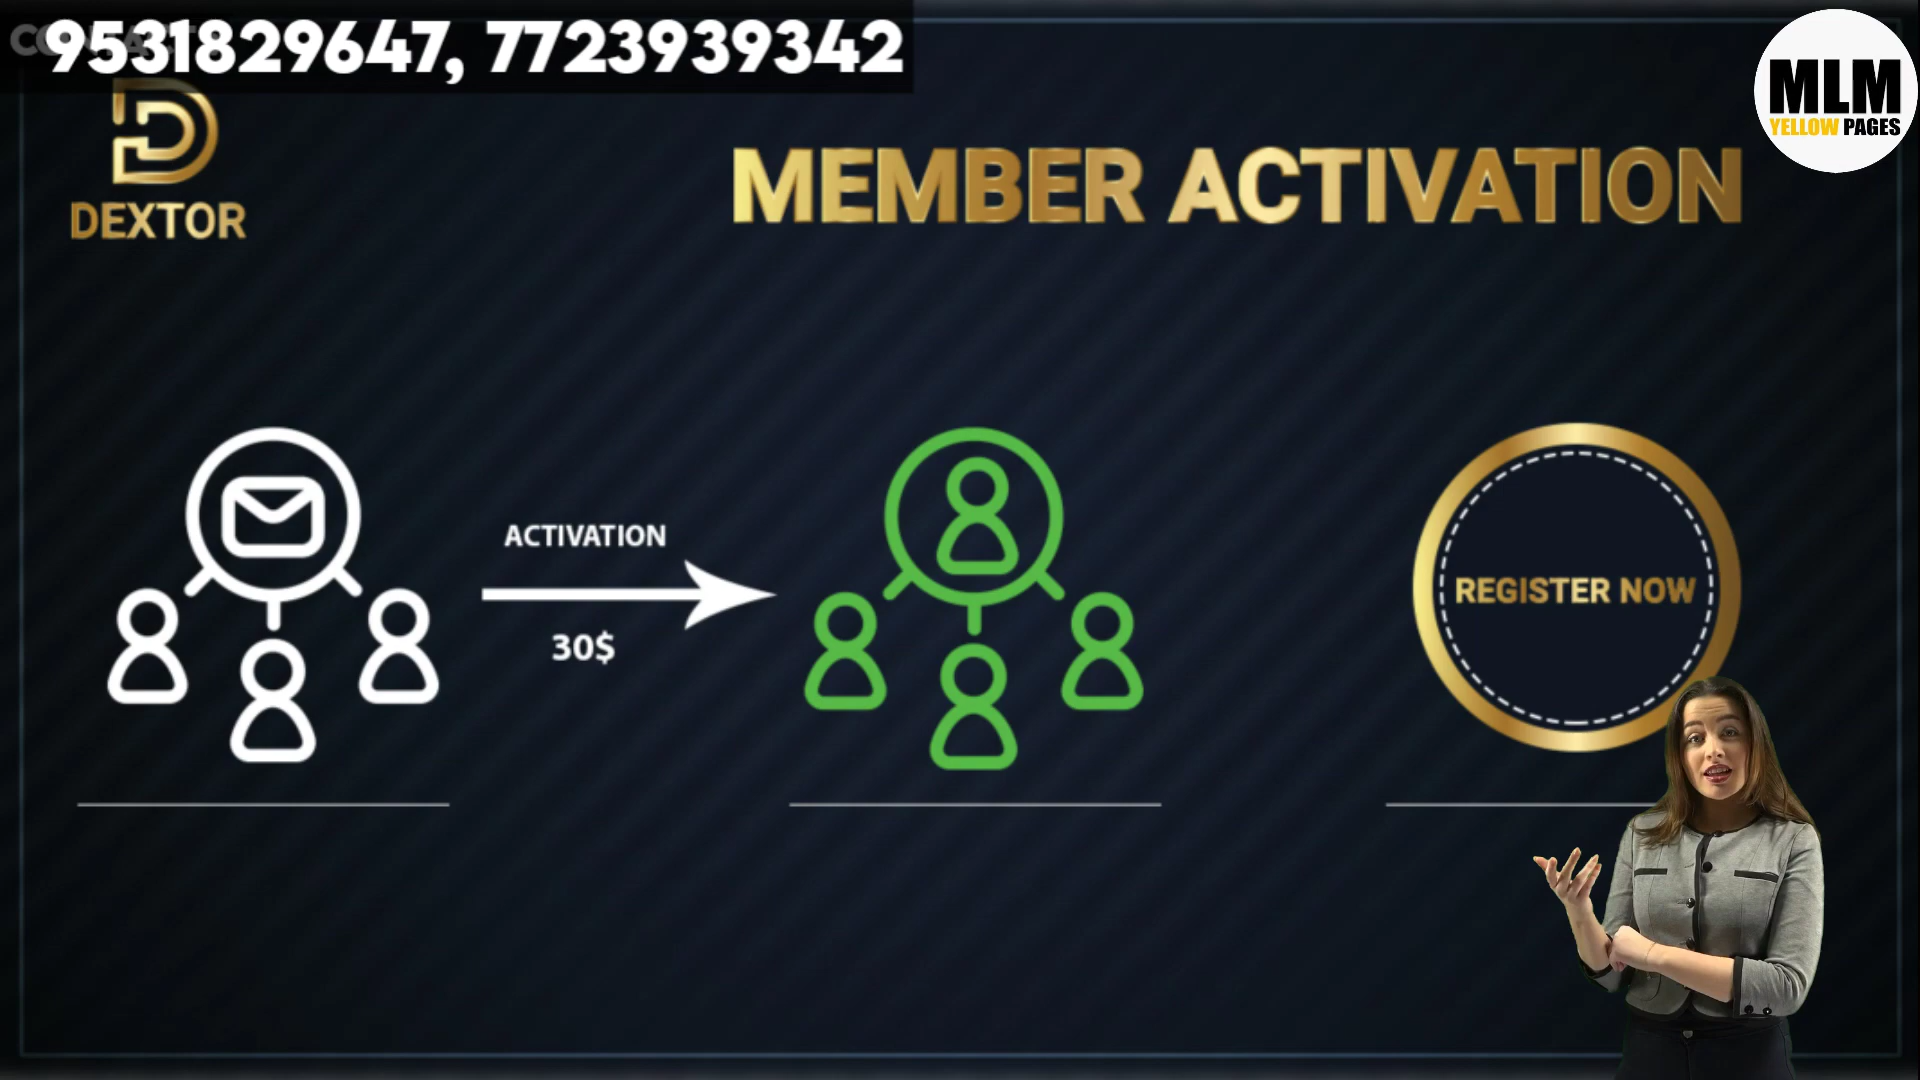 9531829647, 7723939342
MLM
YELLOW PAGES
DEXTOR
MEMBER ACTIVATION
ACTIVATION
30$
REGISTER NOW